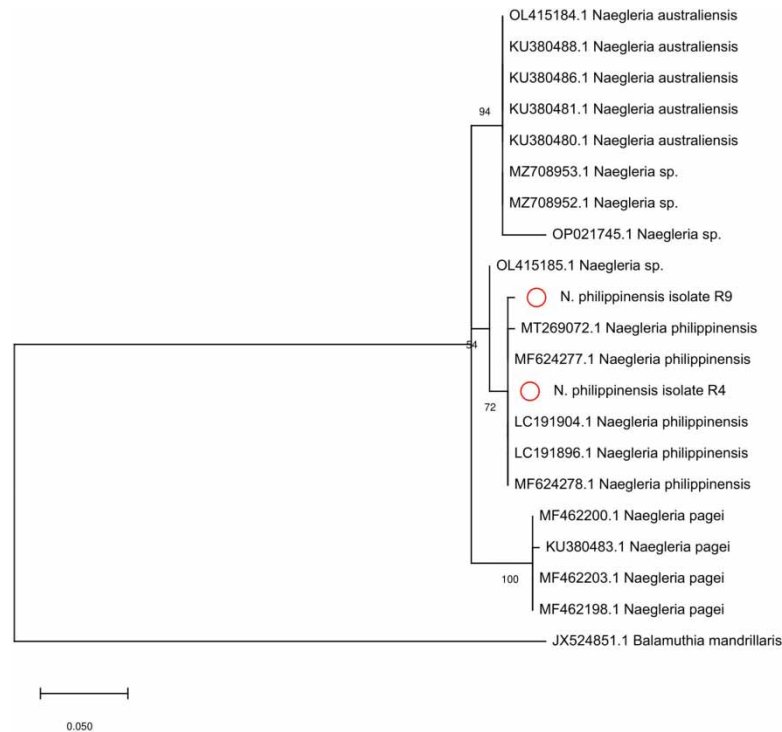 OL415184.1 Naegleria australiensis
KU380488.1 Naegleria australiensis
KU380486.1 Naegleria australiensis
94
KU380481.1 Naegleria australiensis
KU380480.1 Naegleria australiensis
MZ708953.1 Naegleria sp.
MZ708952.1 Naegleria sp.
OP021745.1 Naegleria sp.
OL415185.1 Naegleria sp.
N. philippinensis isolate R9
MT269072.1 Naegleria philippinensis
54
MF624277.1 Naegleria philippinensis
N. philippinensis isolate R4
72
LC191904.1 Naegleria philippinensis
LC191896.1 Naegleria philippinensis
MF624278.1 Naegleria philippinensis
MF462200.1 Naegleria pagei
KU380483.1 Naegleria pagei
100
MF462203.1 Naegleria pagei
MF462198.1 Naegleria pagei
JX524851.1 Balamuthia mandrillaris
0.050